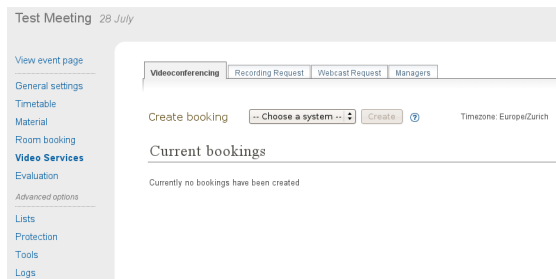 Test Meeting 28 July
View event page
General settings
Timetable
Material
Room booking
Video Services
Evaluation
Advanced options
Lists
Protection
Tools
Logs
Videoconferencing Recording Request Webcast Request Managers
Create booking -- Choose a system -- Create ? Timezone: Europe/Zurich
Current bookings
Currently no bookings have been created